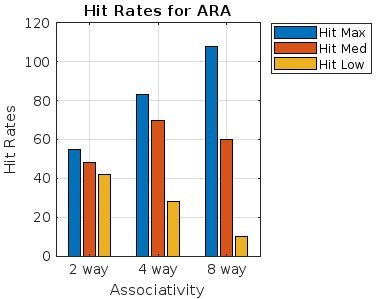 Hit Rates for ARA
Hit Max
Hit Med
Hit Low
Hit Rates
120
100
80
60
40
20
0
2 way
4 way
8 way
Associativity